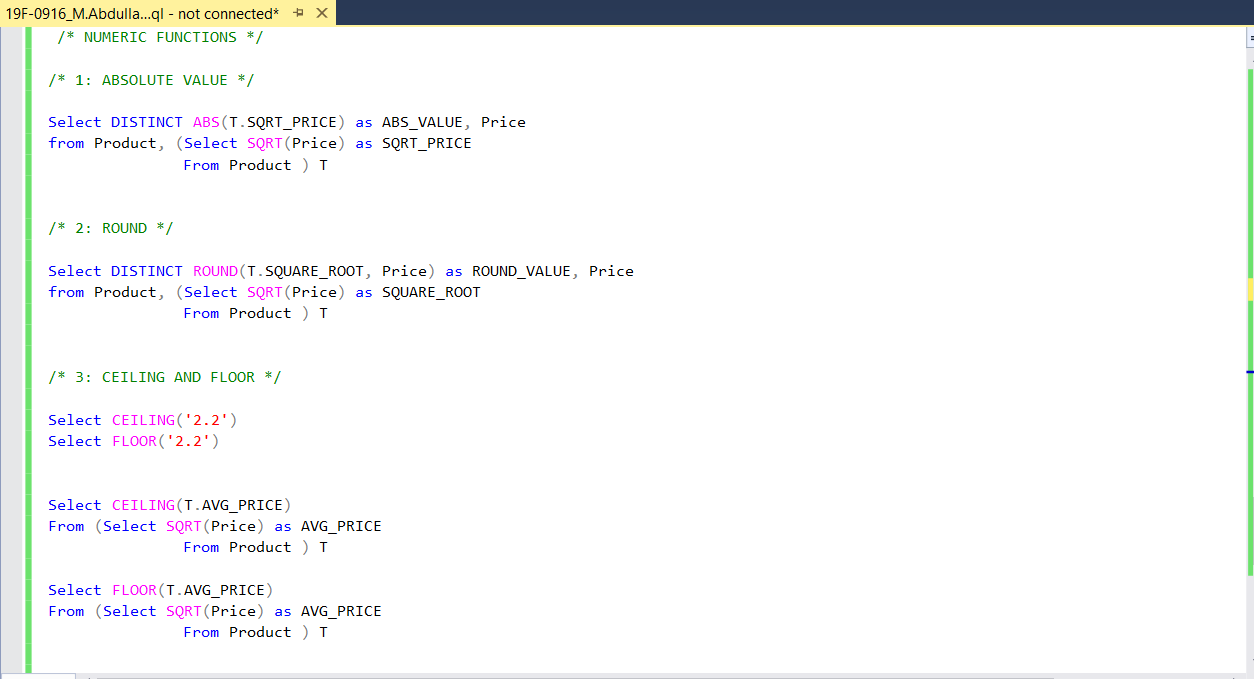 19F-0916_M.Abdulla...ql - not connected*
/* NUMERIC FUNCTIONS */
/* 1: ABSOLUTE VALUE */
Select DISTINCT ABS(T.SQRT_PRICE) as ABS_VALUE, Price
from Product, (Select SQRT(Price) as SQRT_PRICE
From Product ) T
/* 2: ROUND */
Select DISTINCT ROUND(T.SQUARE_ROOT, Price) as ROUND_VALUE, Price
from Product, (Select SQRT(Price) as SQUARE_ROOT
From Product ) T
/* 3: CEILING AND FLOOR */
Select CEILING('2.2')
Select FLOOR('2.2')
Select CEILING(T.AVG_PRICE)
From (Select SQRT(Price) as AVG_PRICE
From Product ) T
Select FLOOR(T.AVG_PRICE)
From (Select SQRT(Price) as AVG_PRICE
From Product ) T